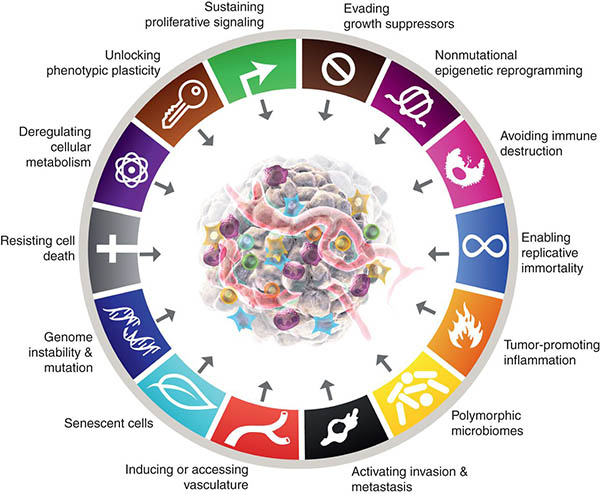 Sustaining
proliferative signaling
Evading
growth suppressors
Nonmutational
epigenetic reprogramming
Avoiding immune
destruction
Enabling
replicative
immortality
Tumor-promoting
inflammation
Polymorphic
microbiomes
Activating invasion &
metastasis
Inducing or accessing
vasculature
Senescent cells
Genome
instability &
mutation
Resisting cell
death
Deregulating
cellular
metabolism
Unlocking
phenotypic plasticity